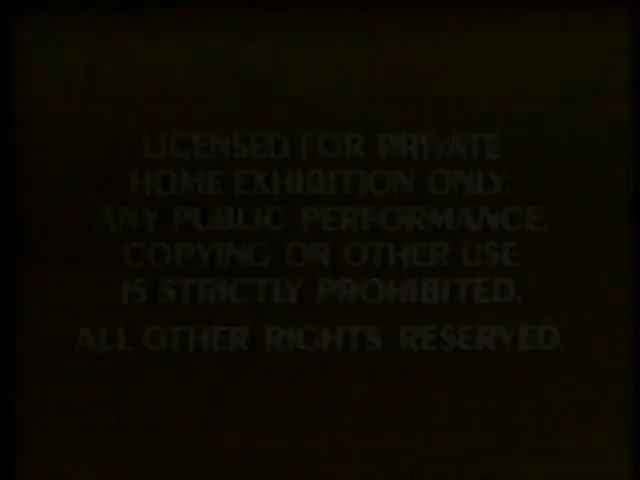 LICENSED FOR PRIVATE
HOME EXHIBITION ONLY.
ANY PUBLIC PERFORMANCE,
COPYING OR OTHER USE
IS STRICTLY PROHIBITED.
ALL OTHER RIGHTS RESERVED.